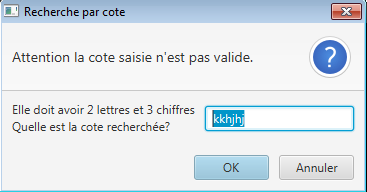 Recherche par cote
Attention la cote saisie n'est pas valide.
?
Elle doit avoir 2 lettres et 3 chiffres
Quelle est la cote recherchée?
kkhjhj
OK
Annuler